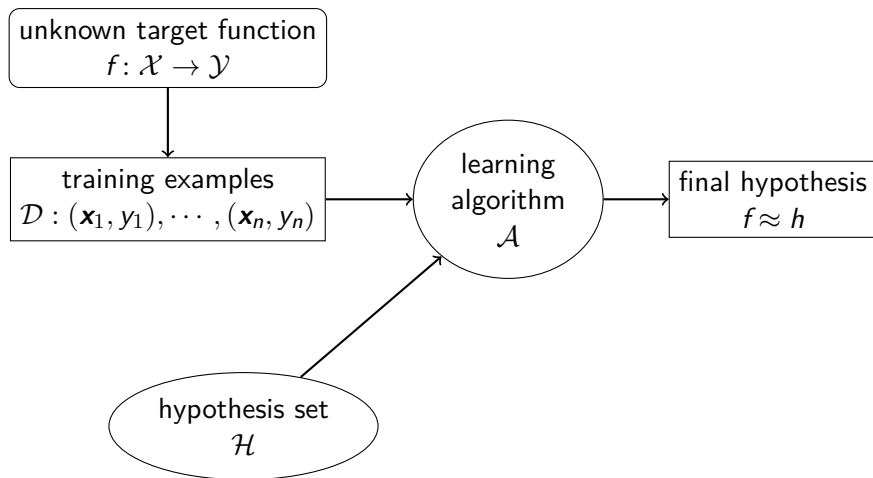 unknown target function
f : 𝒳 → 𝒴
training examples
𝒟 : (𝒙₁, y₁), ⋯ , (𝒙ₙ, yₙ)
learning
algorithm
𝒜
final hypothesis
f ≈ h
hypothesis set
ℋ